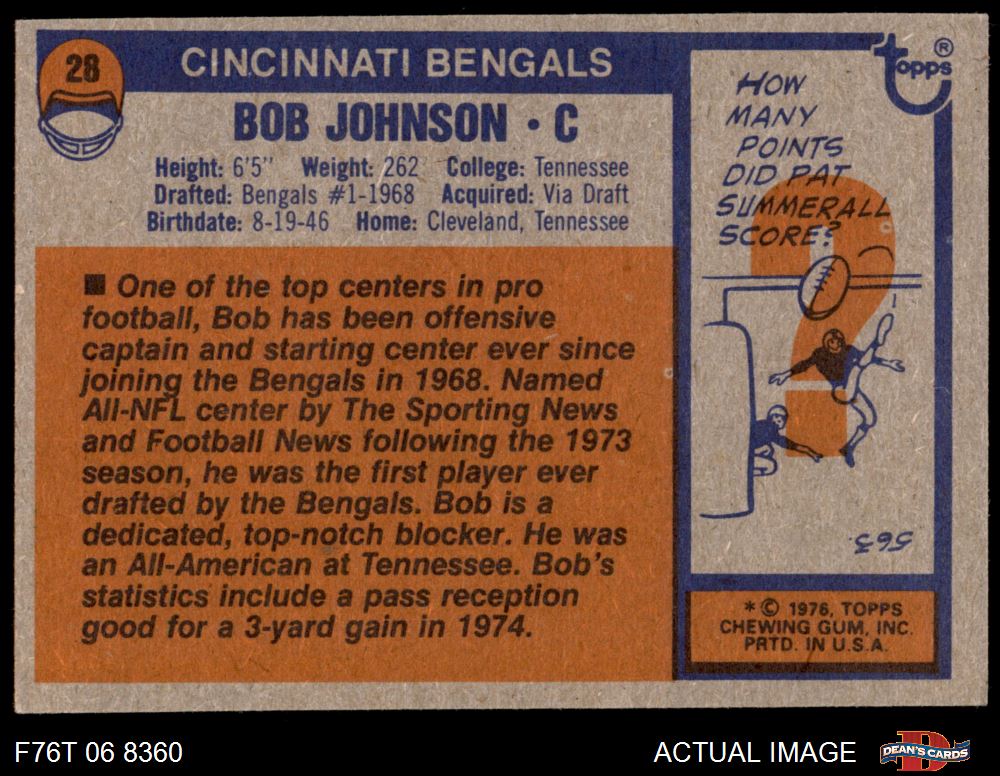 28
CINCINNATI BENGALS
BOB JOHNSON • C
Height: 6'5" Weight: 262 College: Tennessee
Drafted: Bengals #1-1968 Acquired: Via Draft
Birthdate: 8-19-46 Home: Cleveland, Tennessee
■ One of the top centers in pro
football, Bob has been offensive
captain and starting center ever since
joining the Bengals in 1968. Named
All-NFL center by The Sporting News
and Football News following the 1973
season, he was the first player ever
drafted by the Bengals. Bob is a
dedicated, top-notch blocker. He was
an All-American at Tennessee. Bob's
statistics include a pass reception
good for a 3-yard gain in 1974.
topps®
HOW
MANY
POINTS
DID PAT
SUMMERALL
SCORE?
?
563.
*© 1976, TOPPS
CHEWING GUM, INC.
PRTD. IN U.S.A.
F76T 06 8360
ACTUAL IMAGE
D
DEAN'S CARDS